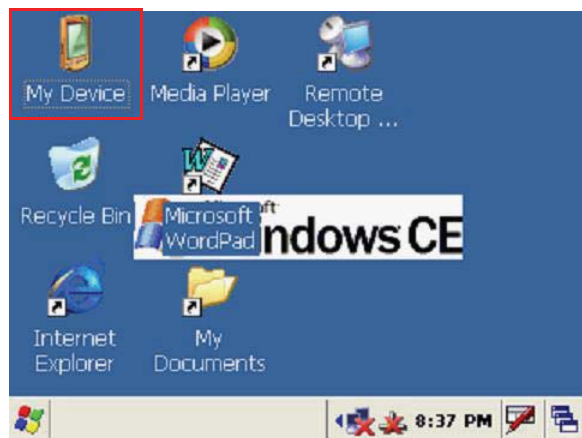 My Device
Media Player
Remote
Desktop ...
Recycle Bin
Microsoft
WordPad
ndows CE
Internet
Explorer
My
Documents
8:37 PM